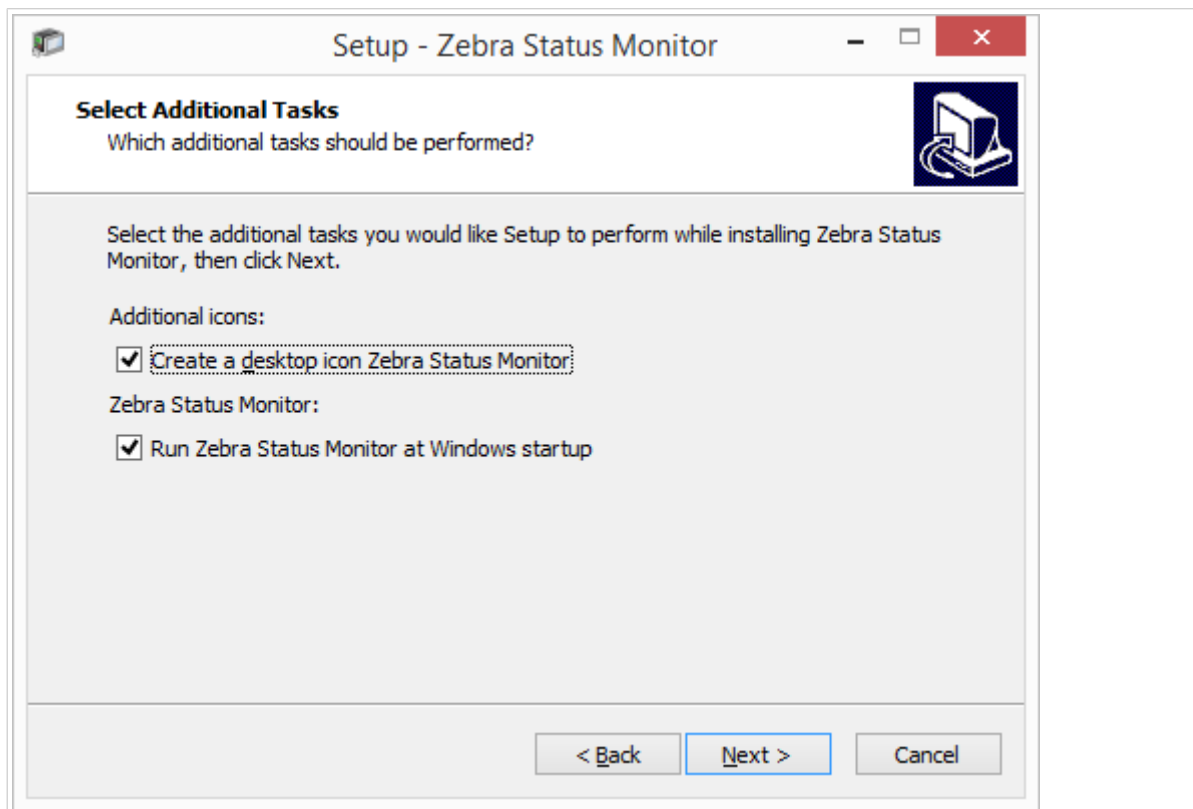 Setup - Zebra Status Monitor
Select Additional Tasks
Which additional tasks should be performed?
Select the additional tasks you would like Setup to perform while installing Zebra Status
Monitor, then click Next.
Additional icons:
Create a desktop icon Zebra Status Monitor
Zebra Status Monitor:
Run Zebra Status Monitor at Windows startup
< Back Next > Cancel